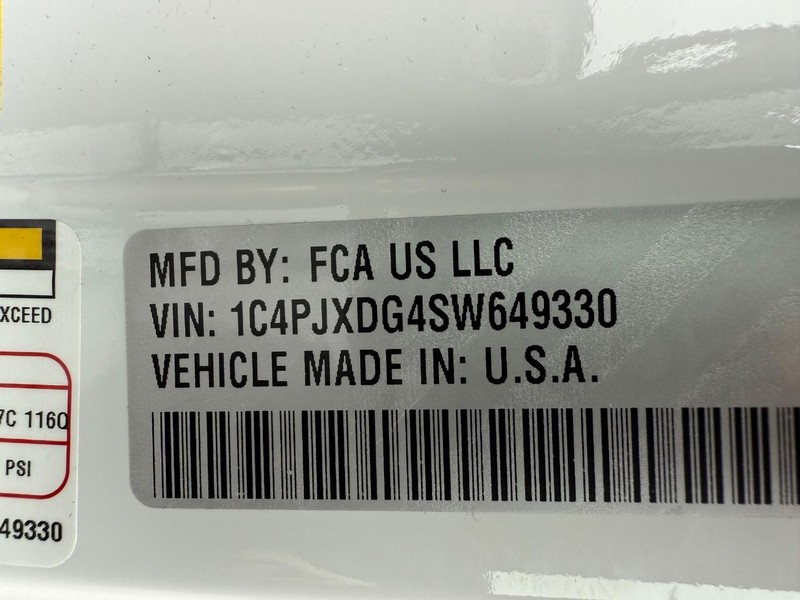 MFD BY: FCA US LLC
VIN: 1C4PJXDG4SW649330
VEHICLE MADE IN: U.S.A.
XCEED
7C 116Q
PSI
49330